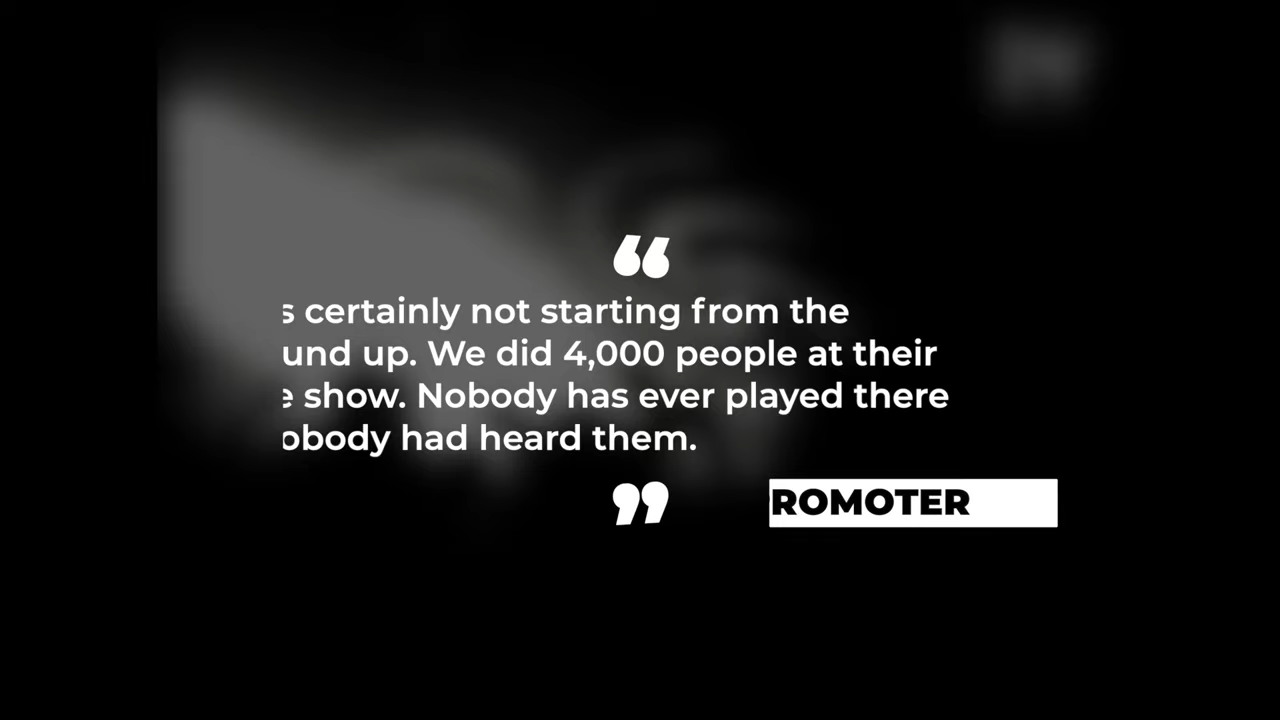 “
s certainly not starting from the
und up. We did 4,000 people at their
e show. Nobody has ever played there
obody had heard them.
”
ROMOTER